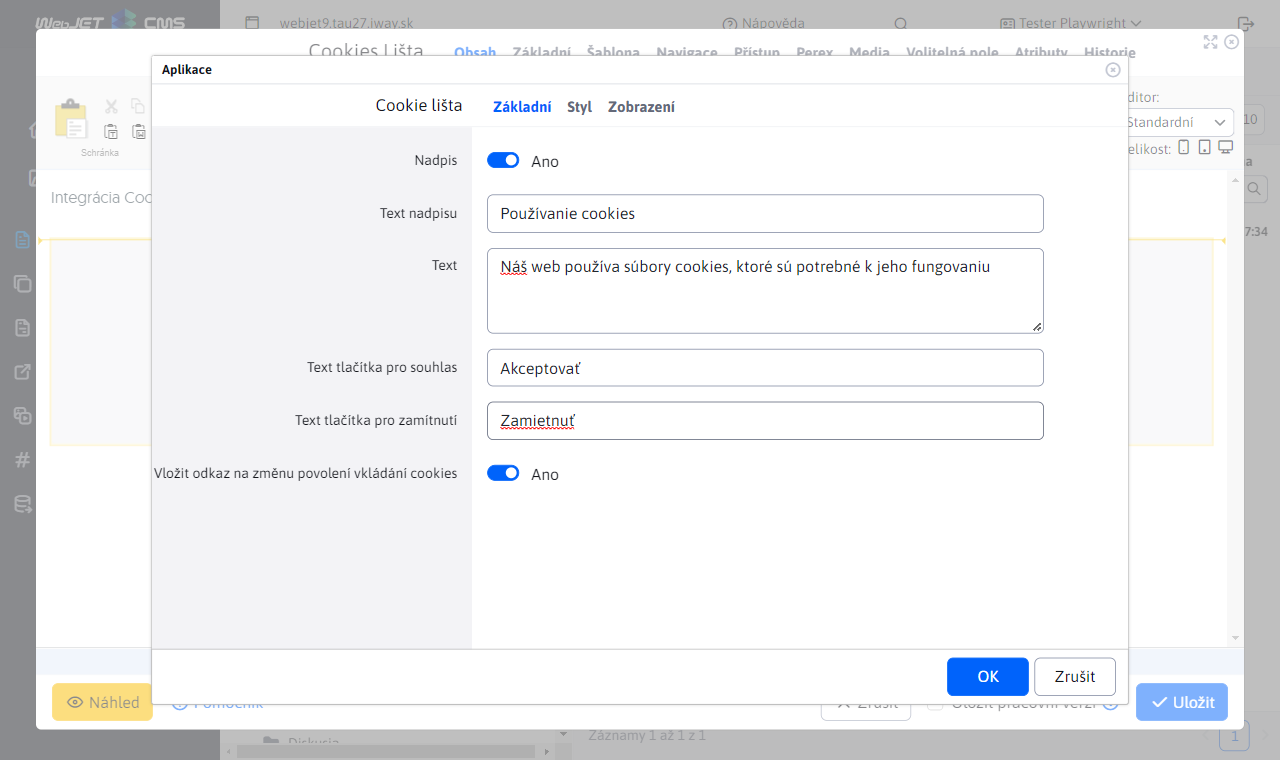 WebJET CMS
webjet9.tau27.iway.sk
Nápověda
Tester Playwright
Cookies Lišta
Obsah Základní Šablona Navigace Přístup Perex Media Volitelná pole Atributy Historie
Aplikace
Cookie lišta
Základní Styl Zobrazení
Schránka
ditor:
Standardní
10
elikost:
Integrácia Coo
7:34
Nadpis
Ano
Text nadpisu
Používanie cookies
Text
Náš web používa súbory cookies, ktoré sú potrebné k jeho fungovaniu
Text tlačítka pro souhlas
Akceptovať
Text tlačítka pro zamítnutí
Zamietnuť
Vložit odkaz na změnu povolení vkládání cookies
Ano
OK
Zrušit
Náhled
Pomocník
Zrušit
Uložit pracovní verzi
Uložit
Diskusia
Záznamy 1 až 1 z 1
1